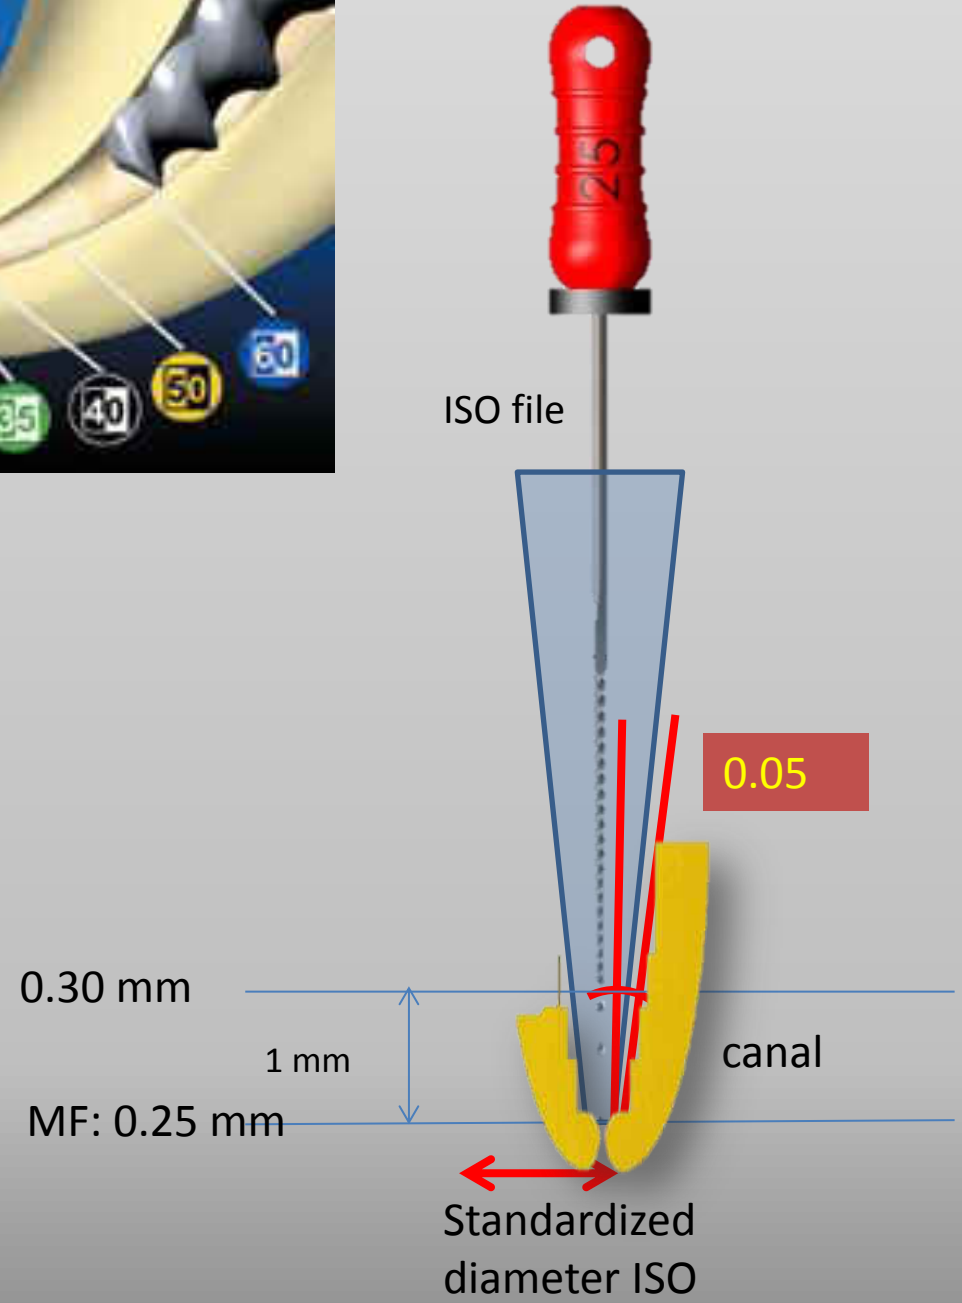 25
60
50
40
35
ISO file
0.05
0.30 mm
1 mm
canal
MF: 0.25 mm
Standardized
diameter ISO